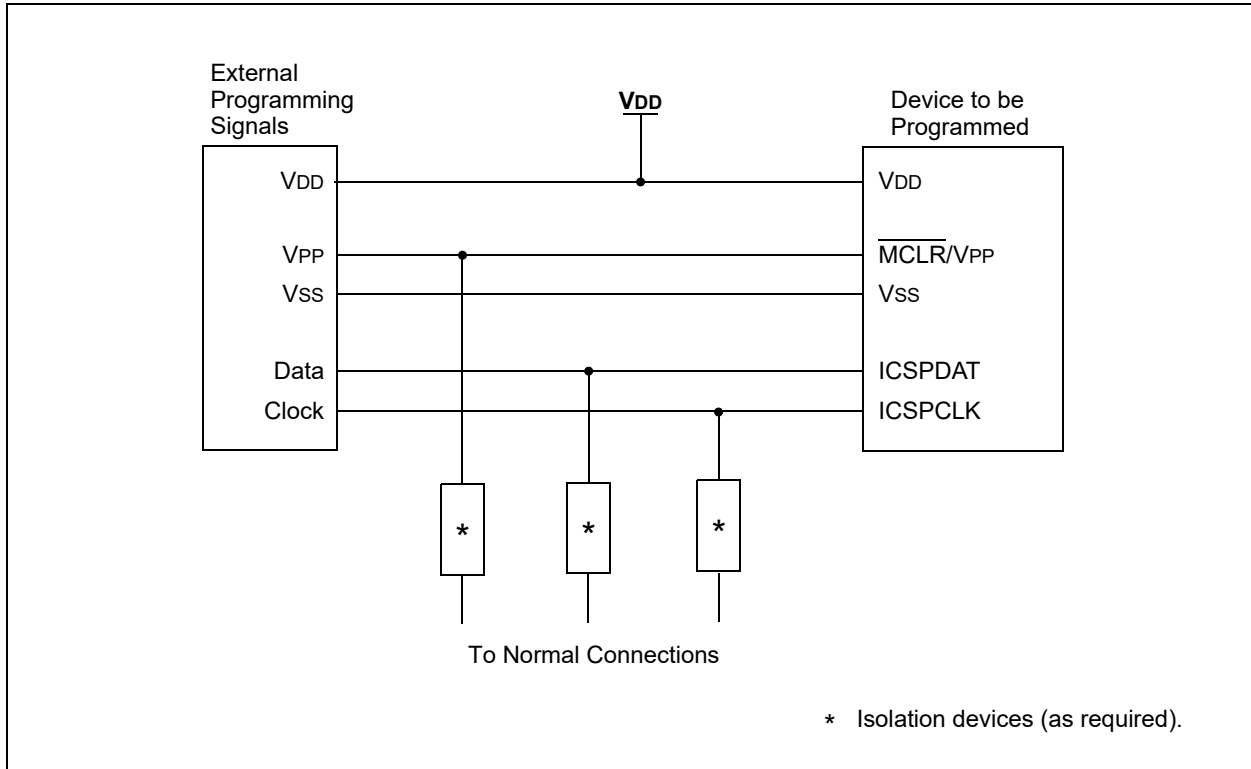 External
Programming
Signals
VDD
Device to be
Programmed
VDD
VDD
VPP
MCLR/VPP
VSS
VSS
Data
ICSPDAT
Clock
ICSPCLK
*
*
*
To Normal Connections
* Isolation devices (as required).